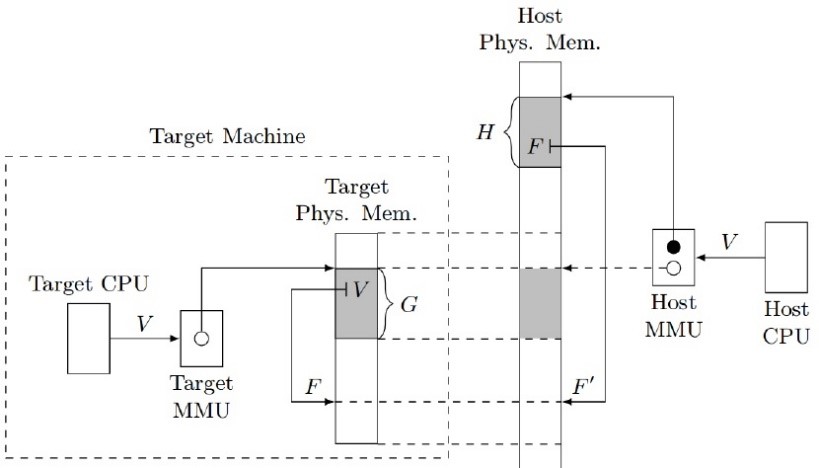 Host
Phys. Mem.
H
F
Target Machine
Target
Phys. Mem.
V
Host
MMU
Host
CPU
Target CPU
V
V
G
Target
MMU
F
F′